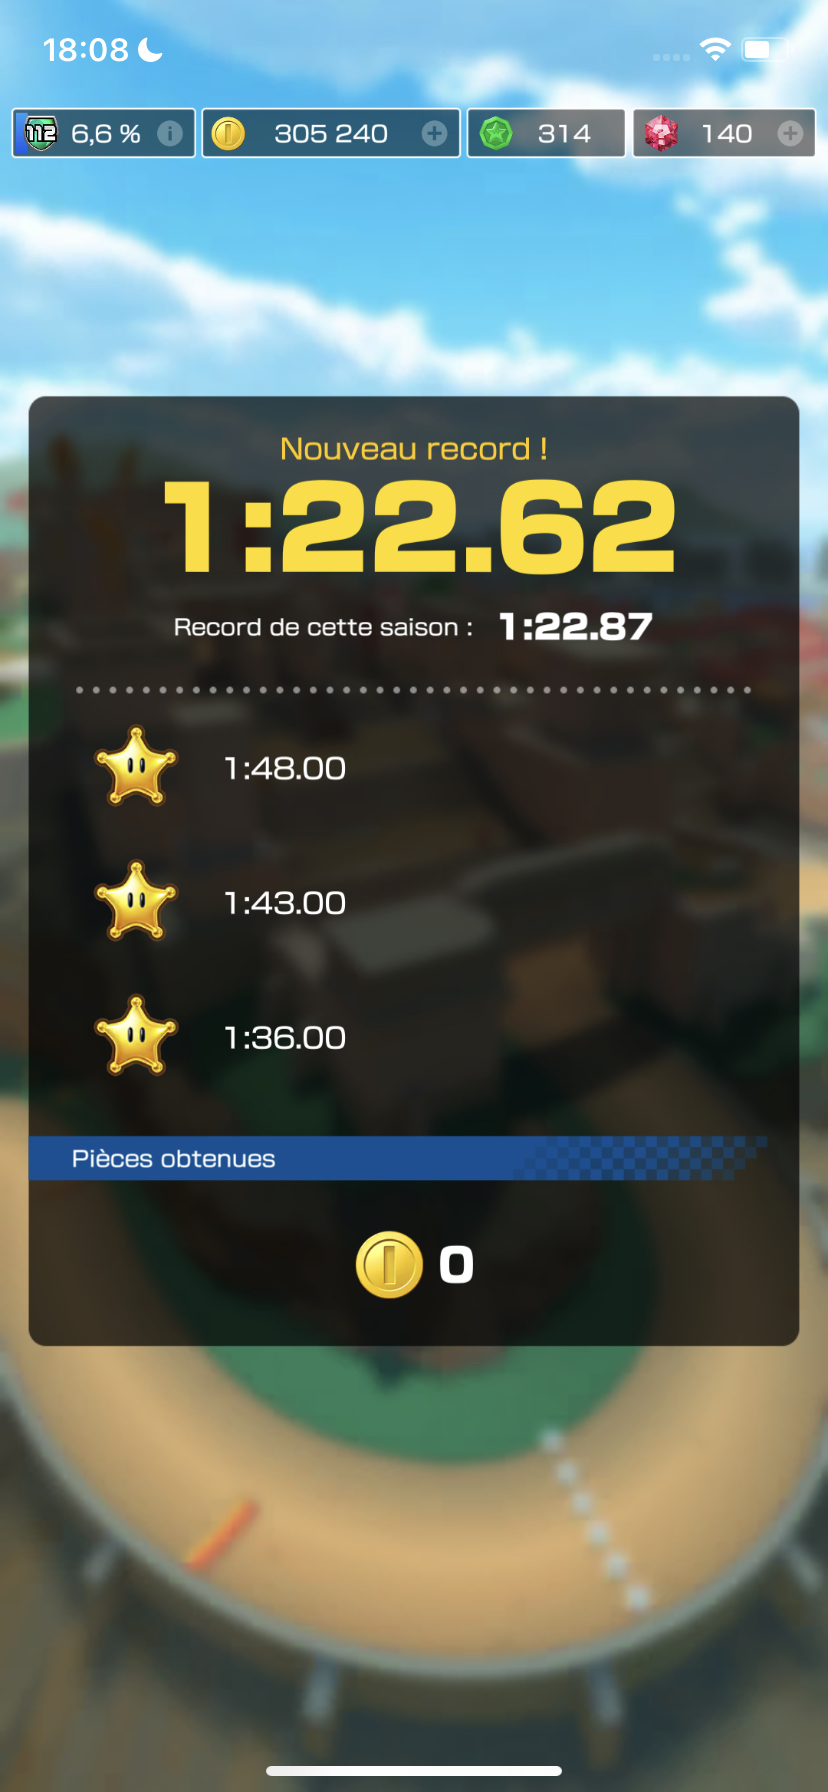 18:08
112 6,6 % i 305 240 + 314 140 +
Nouveau record !
1:22.62
Record de cette saison : 1:22.87
1:48.00
1:43.00
1:36.00
Pièces obtenues
0